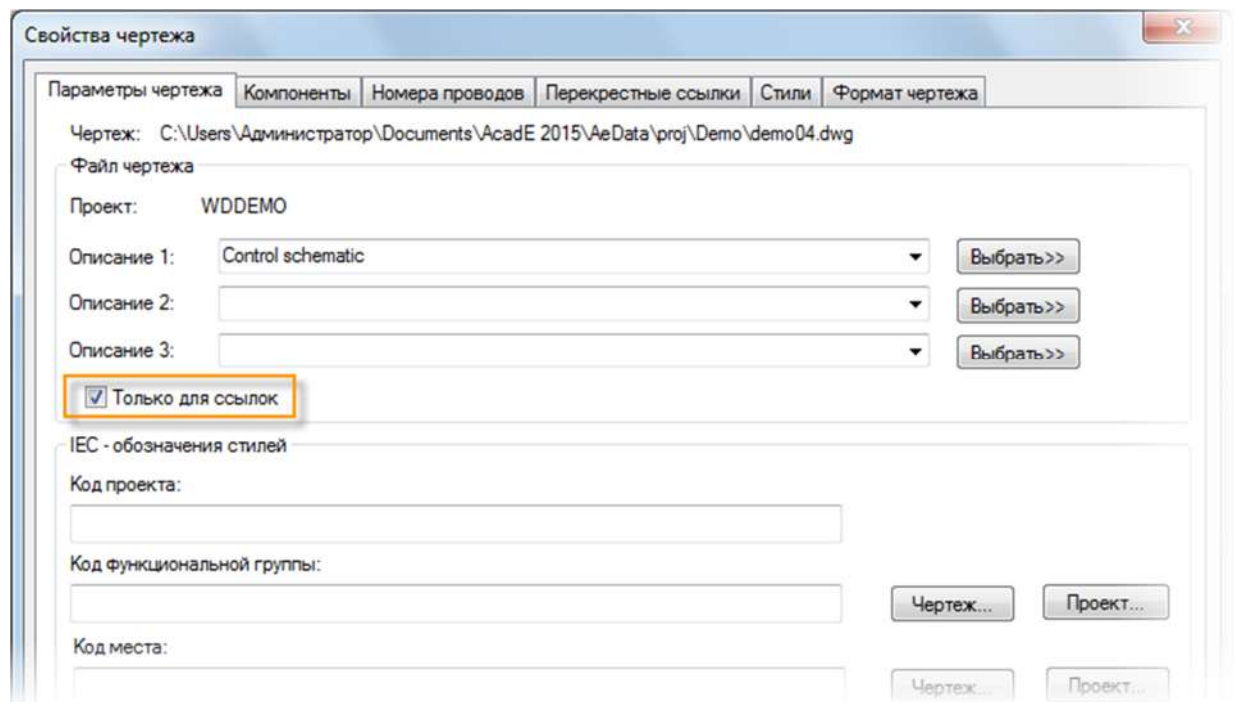 Свойства чертежа
Параметры чертежа Компоненты Номера проводов Перекрестные ссылки Стили Формат чертежа
Чертеж: C:\Users\Администратор\Documents\AcadE 2015\AeData\proj\Demo\demo04.dwg
Файл чертежа
Проект: WDDEMO
Описание 1: Control schematic Выбрать>>
Описание 2: Выбрать>>
Описание 3: Выбрать>>
Только для ссылок
IEC - обозначения стилей
Код проекта:
Код функциональной группы:
Чертеж... Проект...
Код места:
Чертеж... Проект...